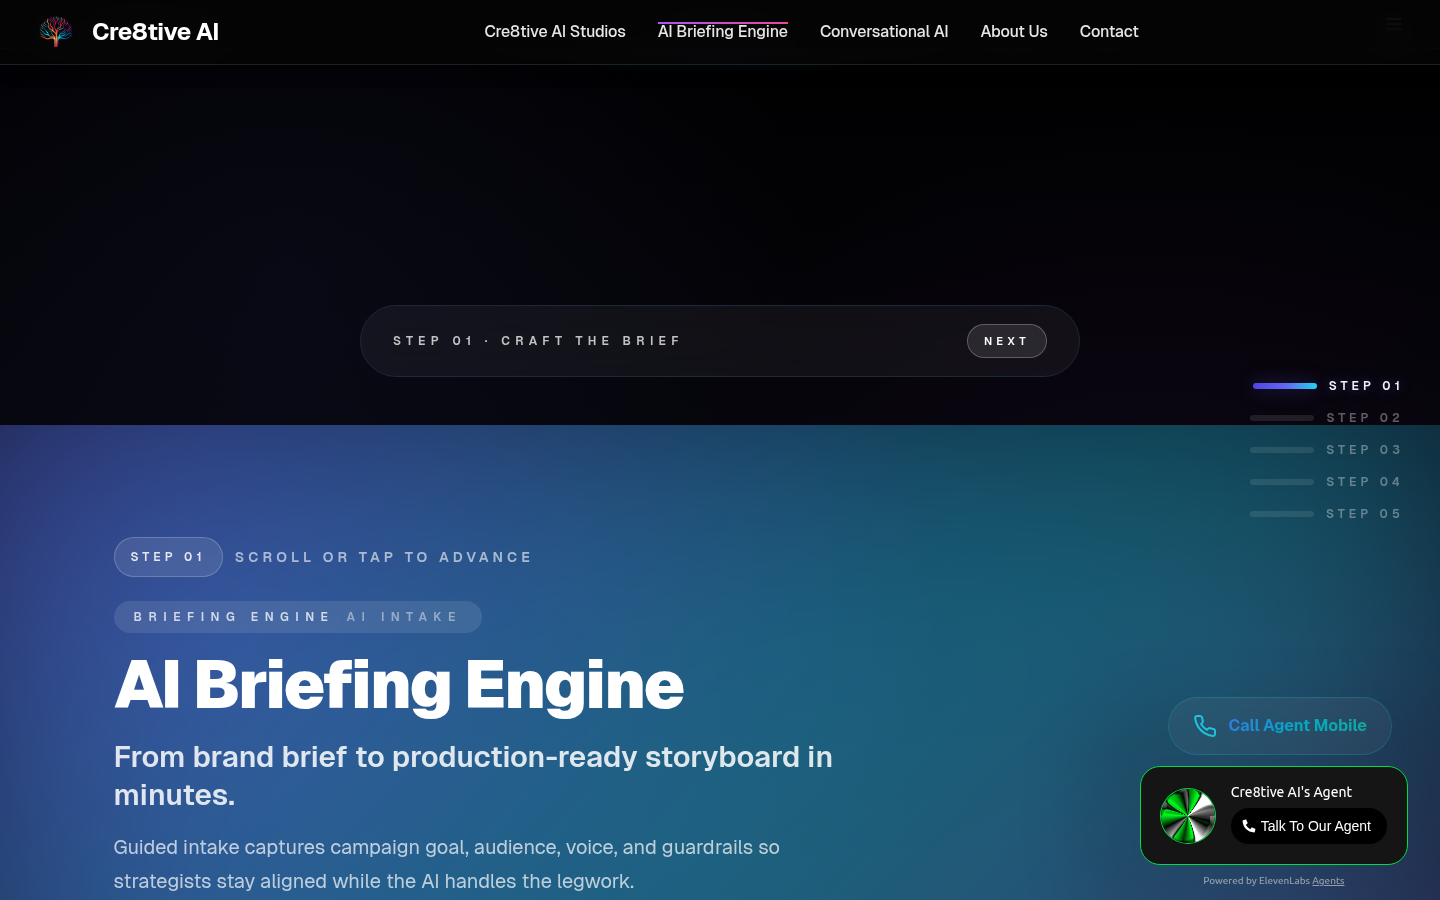 Cre8tive AI
Cre8tive AI Studios
AI Briefing Engine
Conversational AI
About Us
Contact
STEP 01 · CRAFT THE BRIEF
NEXT
STEP 01
STEP 02
STEP 03
STEP 04
STEP 05
STEP 01
SCROLL OR TAP TO ADVANCE
BRIEFING ENGINE AI INTAKE
AI Briefing Engine
From brand brief to production-ready storyboard in
minutes.
Guided intake captures campaign goal, audience, voice, and guardrails so
strategists stay aligned while the AI handles the legwork.
Call Agent Mobile
Cre8tive AI's Agent
Talk To Our Agent
Powered by ElevenLabs Agents